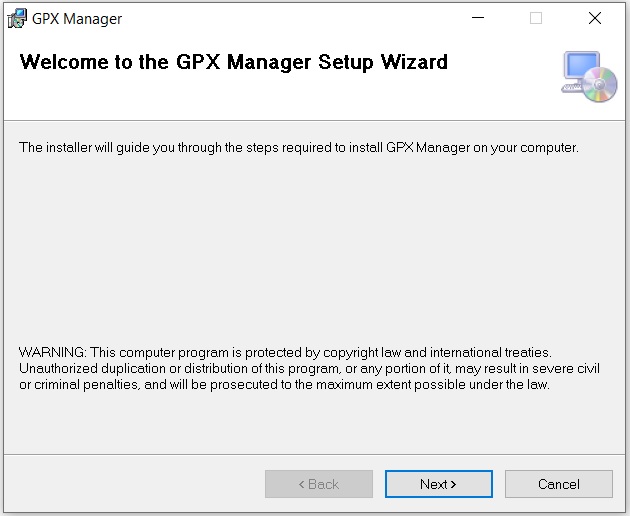 GPX Manager
Welcome to the GPX Manager Setup Wizard
The installer will guide you through the steps required to install GPX Manager on your computer.
WARNING: This computer program is protected by copyright law and international treaties.
Unauthorized duplication or distribution of this program, or any portion of it, may result in severe civil
or criminal penalties, and will be prosecuted to the maximum extent possible under the law.
< Back
Next >
Cancel